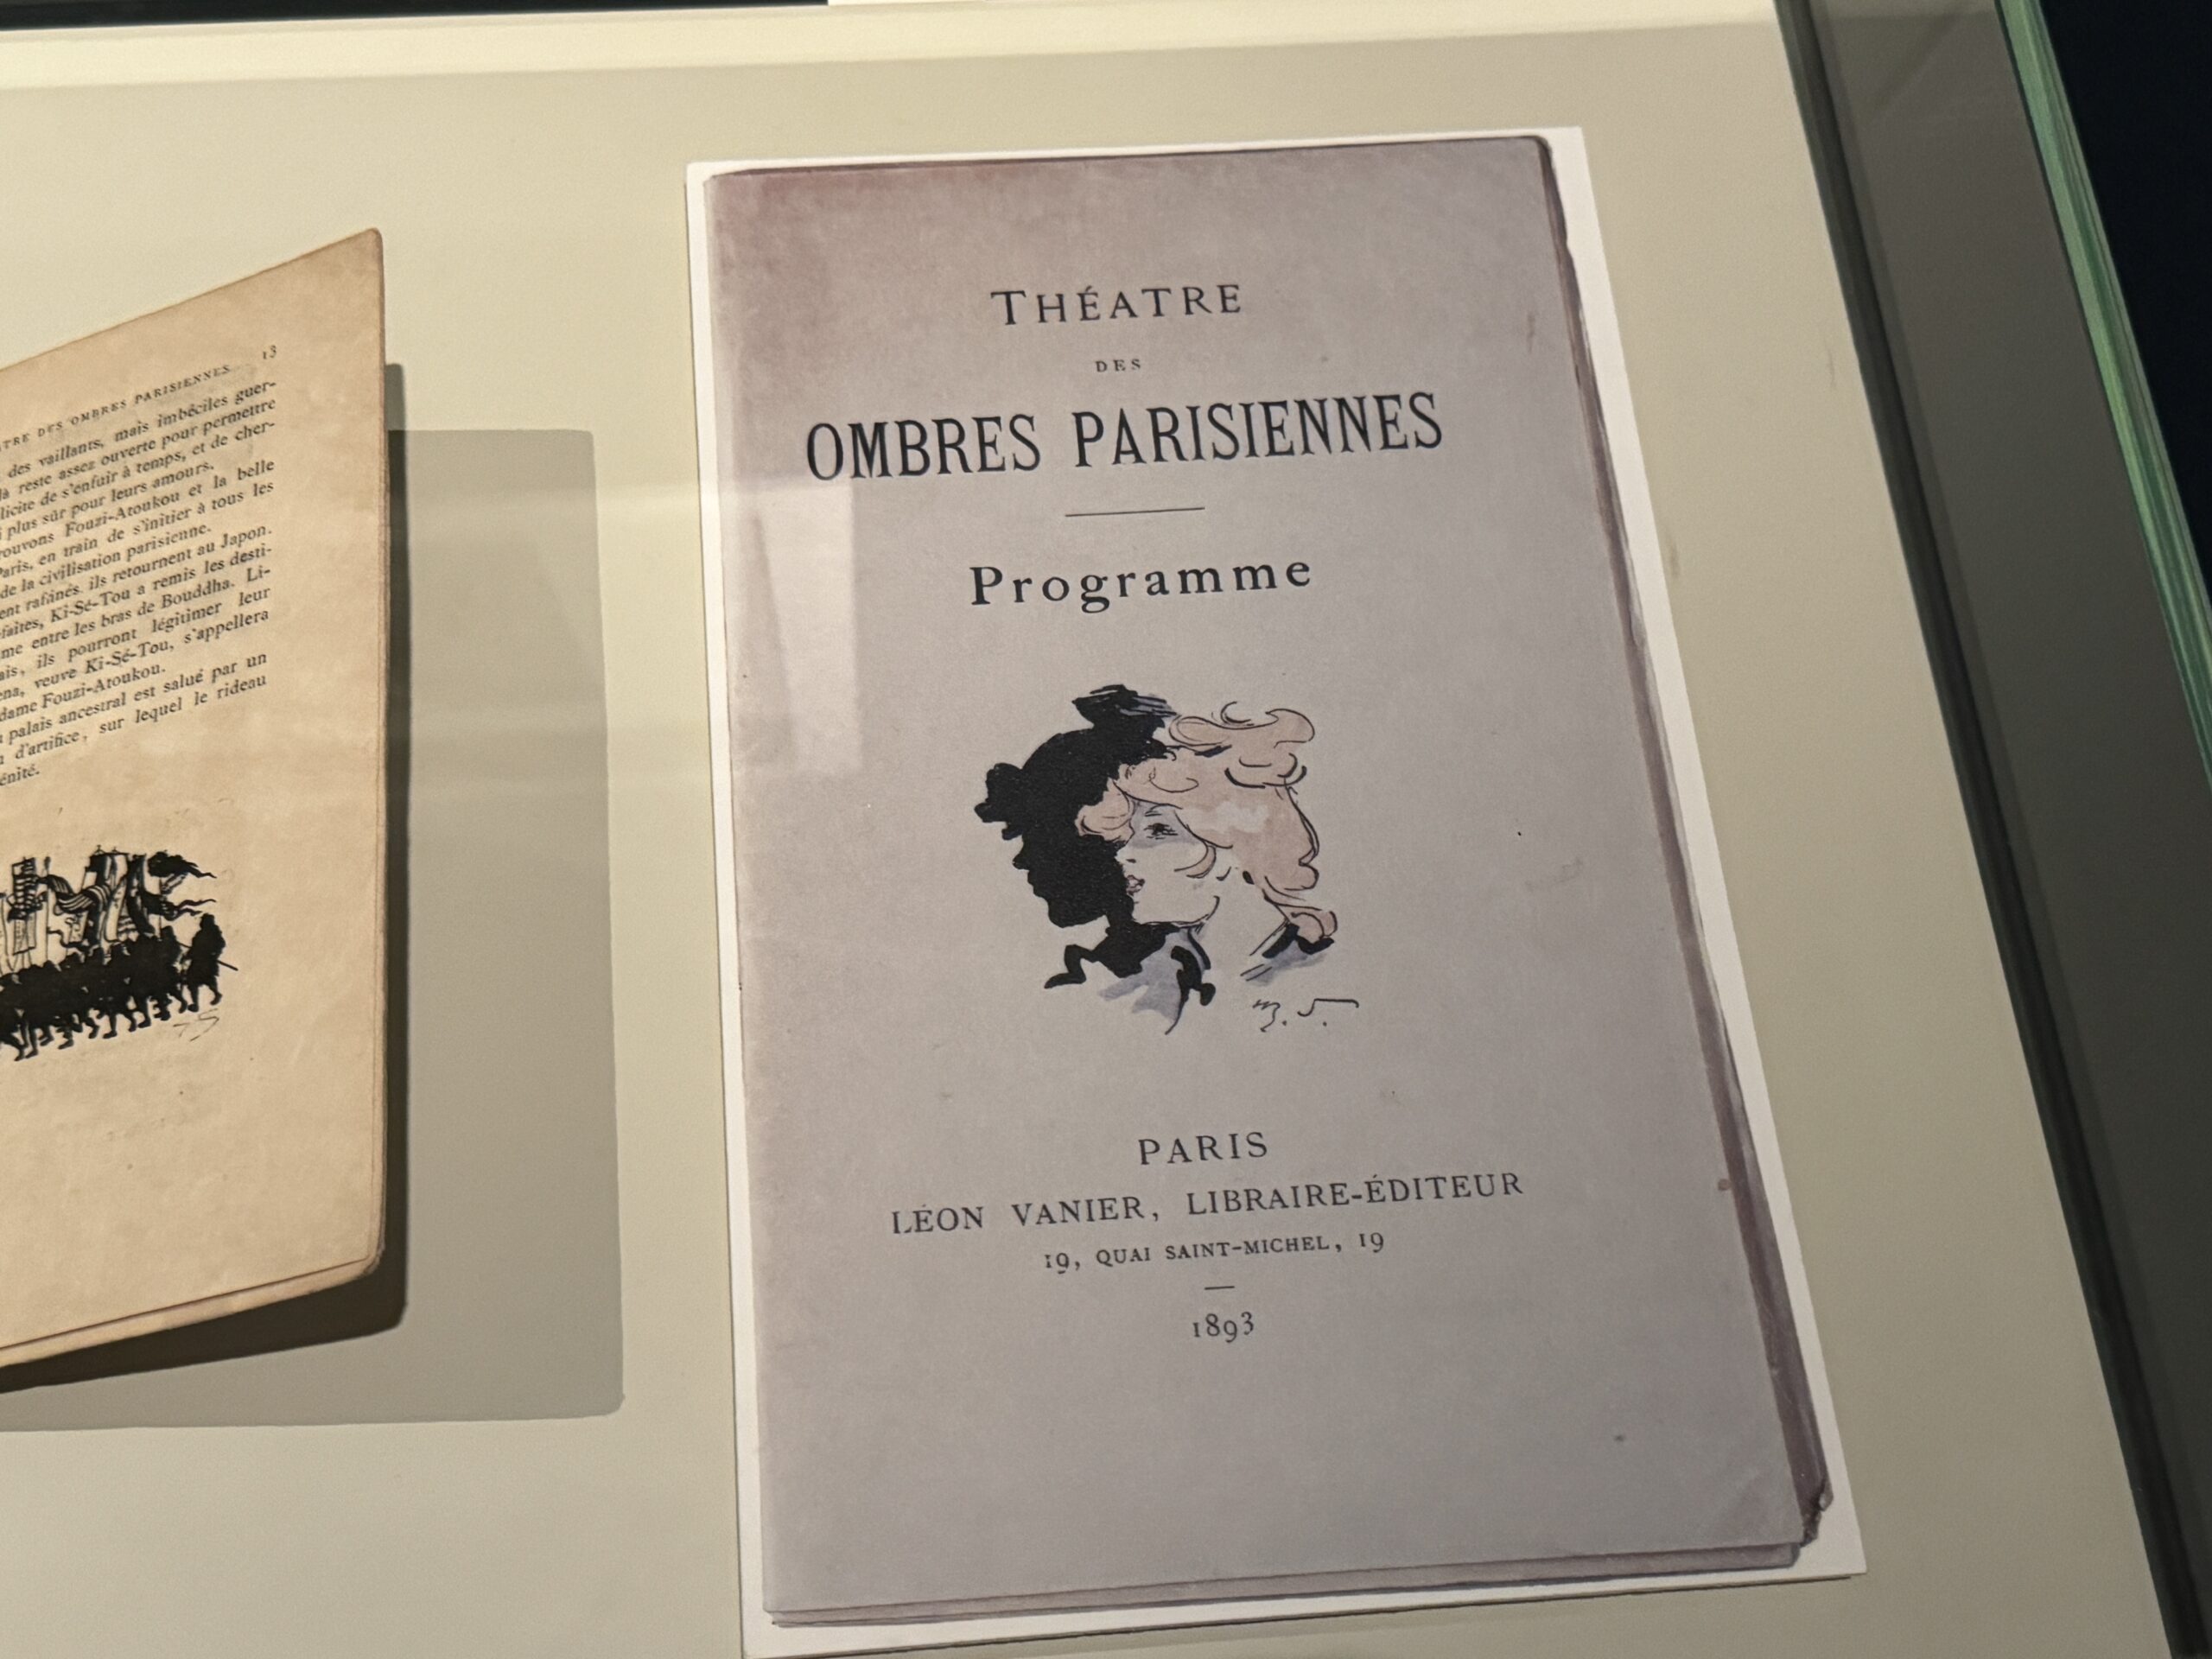 13
TRE DES OMBRES PARISIENNES
des vaillants, mais imbéciles guer-
là reste assez ouverte pour permettre
licite de s'enfuir à temps, et de cher-
plus sûr pour leurs amours.
rouvons Fouzi-Atoukou et la belle
Paris, en train de s'initier à tous les
de la civilisation parisienne.
ent rafinés. ils retournent au Japon.
faites, Ki-Sé-Tou a remis les desti-
me entre les bras de Bouddha. Li-
ais, ils pourront légitimer leur
ena, veuve Ki-Sé-Tou, s'appellera
dame Fouzi-Atoukou.
palais ancestral est salué par un
d'artifice, sur lequel le rideau
énité.
THÉATRE
DES
OMBRES PARISIENNES
Programme
PARIS
LÉON VANIER, LIBRAIRE-ÉDITEUR
19, QUAI SAINT-MICHEL, 19
1893